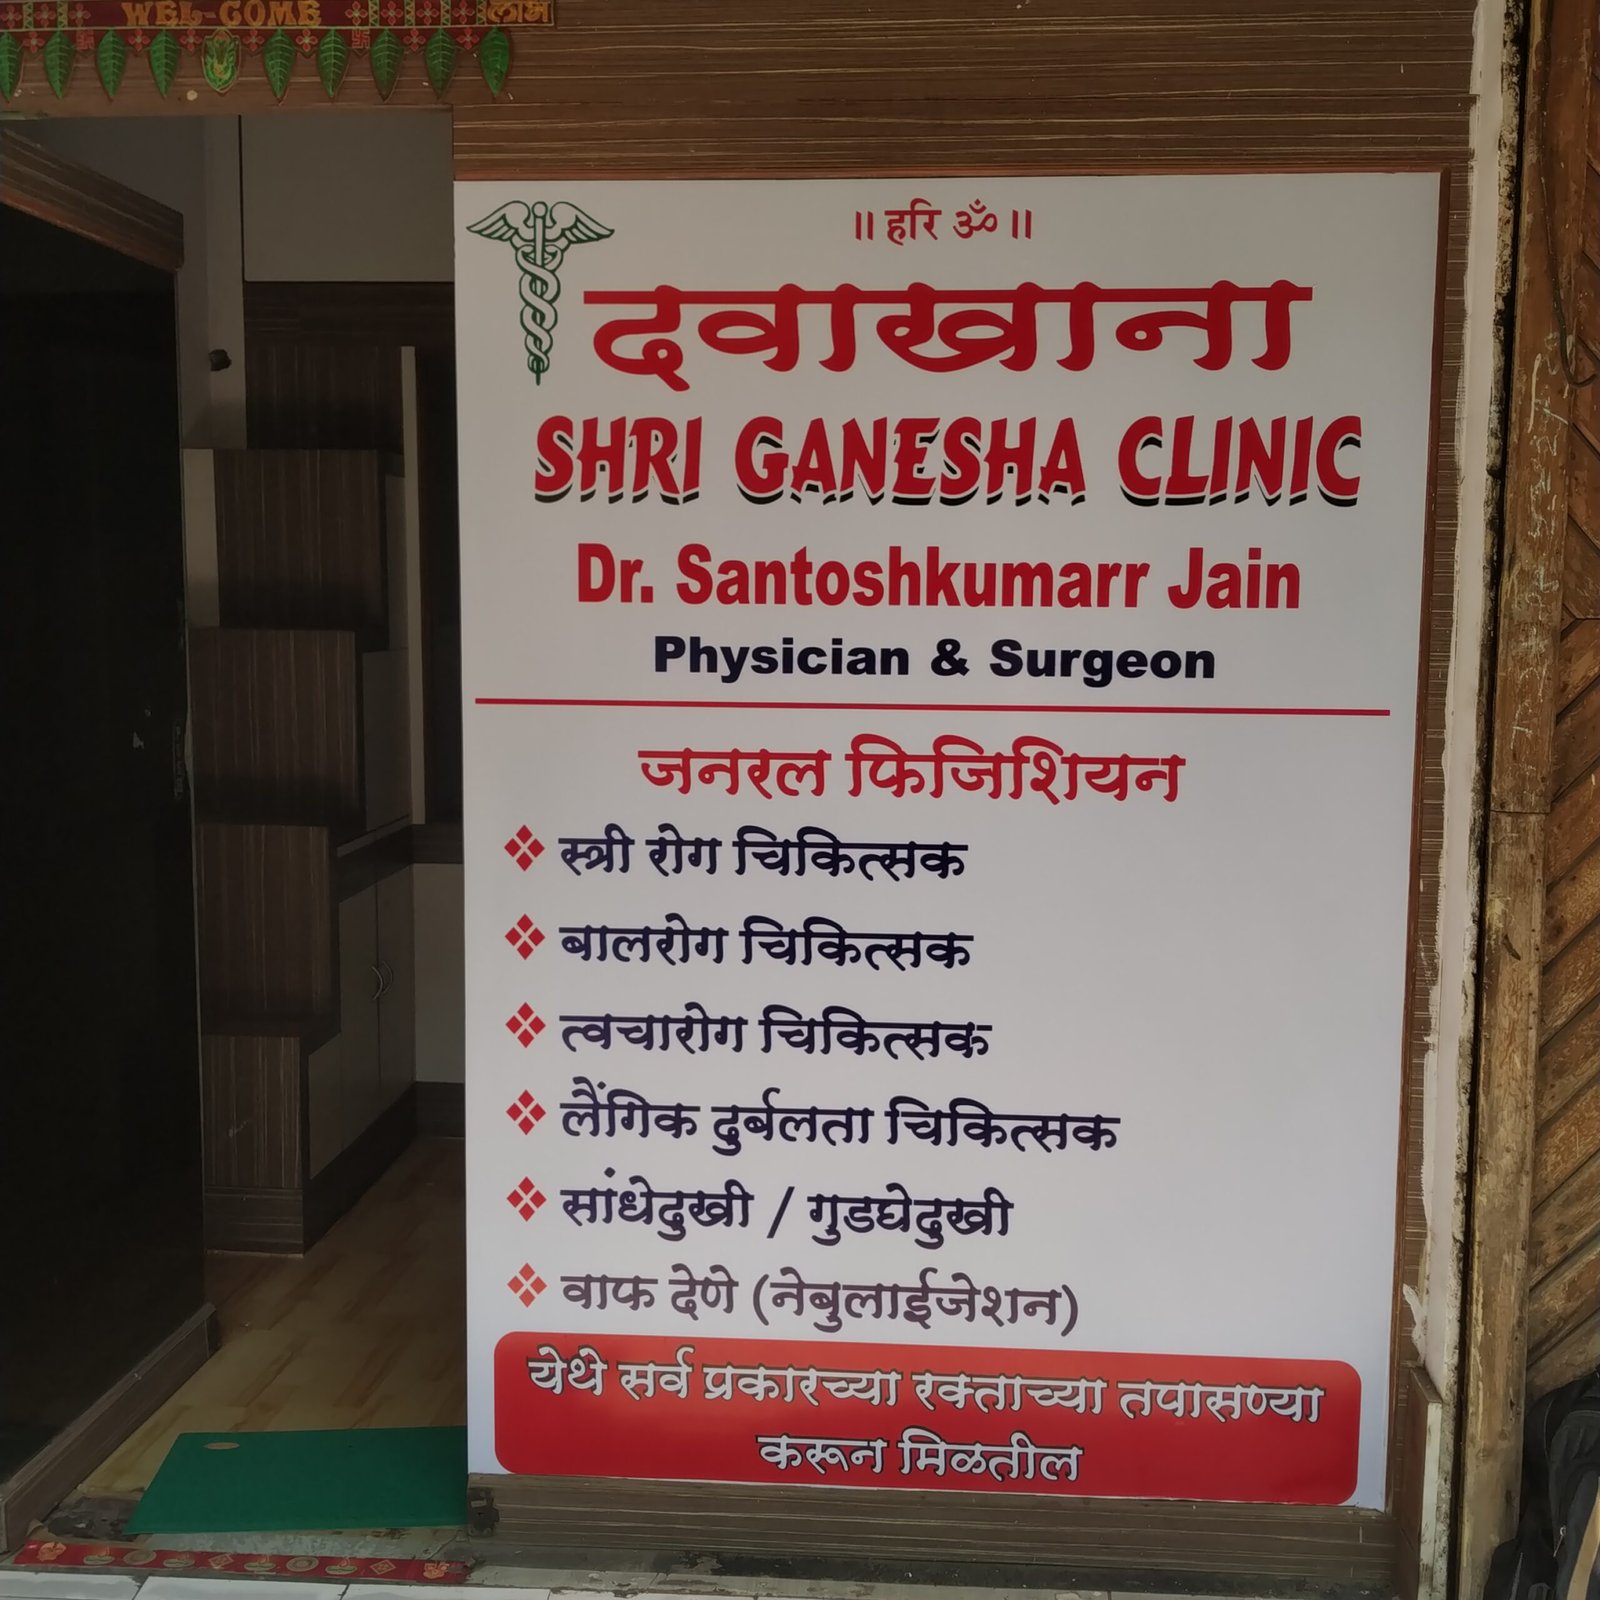 WEL-COME लाभ
॥ हरि ॐ ॥
दवाखाना
SHRI GANESHA CLINIC
Dr. Santoshkumarr Jain
Physician & Surgeon
जनरल फिजिशियन
❖ स्त्री रोग चिकित्सक
❖ बालरोग चिकित्सक
❖ त्वचारोग चिकित्सक
❖ लैंगिक दुर्बलता चिकित्सक
❖ सांधेदुखी / गुडघेदुखी
❖ वाफ देणे (नेबुलाईजेशन)
येथे सर्व प्रकारच्या रक्ताच्या तपासण्या
करून मिळतील